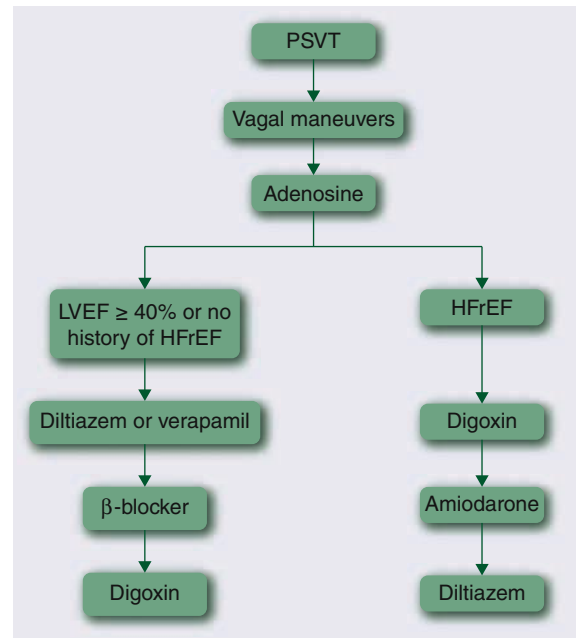 PSVT
Vagal maneuvers
Adenosine
LVEF ≥ 40% or no
history of HFrEF
Diltiazem or verapamil
β-blocker
Digoxin
HFrEF
Digoxin
Amiodarone
Diltiazem